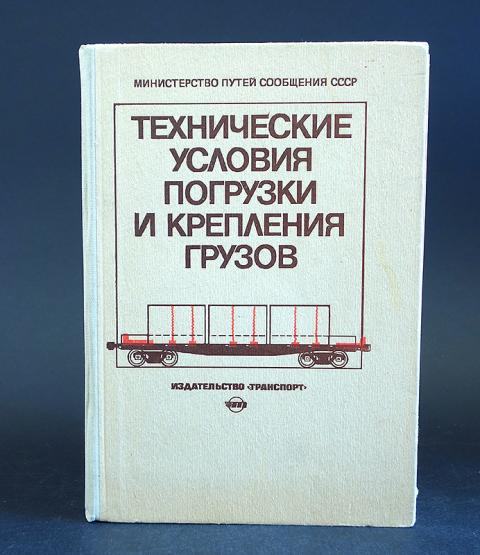 МИНИСТЕРСТВО ПУТЕЙ СООБЩЕНИЯ СССР
ТЕХНИЧЕСКИЕ
УСЛОВИЯ
ПОГРУЗКИ
И КРЕПЛЕНИЯ
ГРУЗОВ
ИЗДАТЕЛЬСТВО «ТРАНСПОРТ»